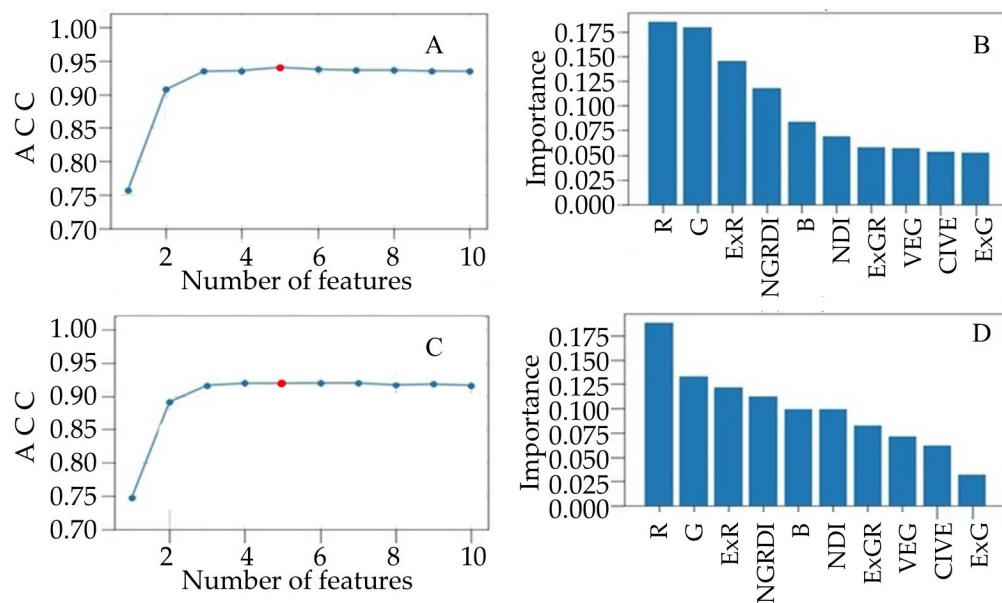 A
A C C
1.00
0.95
0.90
0.85
0.80
0.75
0.70
2 4 6 8 10
Number of features
B
Importance
0.175
0.150
0.125
0.100
0.075
0.050
0.025
0.000
R G ExR NGRDI B NDI ExGR VEG CIVE ExG
C
A C C
1.00
0.95
0.90
0.85
0.80
0.75
0.70
2 4 6 8 10
Number of features
D
Importance
0.175
0.150
0.125
0.100
0.075
0.050
0.025
0.000
R G ExR NGRDI B NDI ExGR VEG CIVE ExG